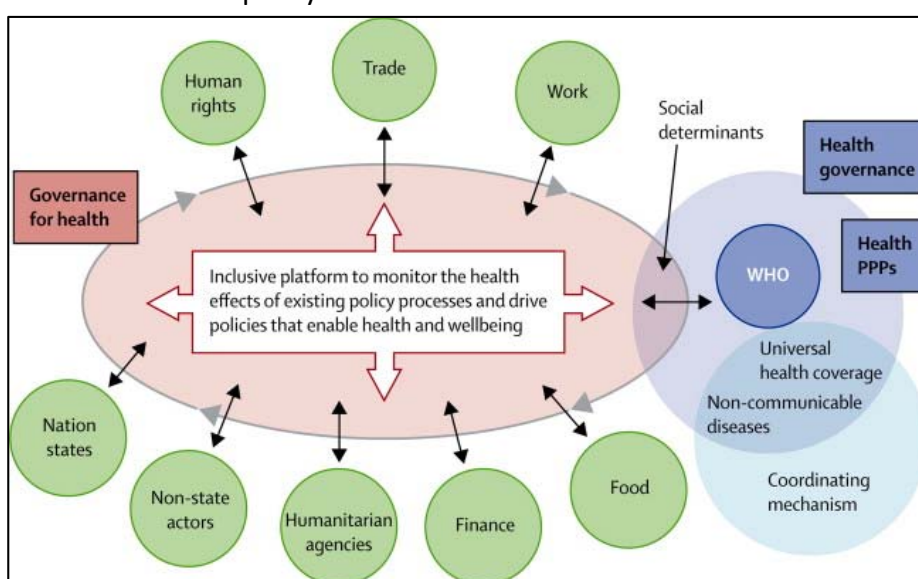 Human
rights
Trade
Work
Social
determinants
Health
governance
Governance
for health
Health
PPPs
Inclusive platform to monitor the health
effects of existing policy processes and drive
policies that enable health and wellbeing
WHO
Universal
health coverage
Non-communicable
diseases
Nation
states
Non-state
actors
Humanitarian
agencies
Finance
Food
Coordinating
mechanism